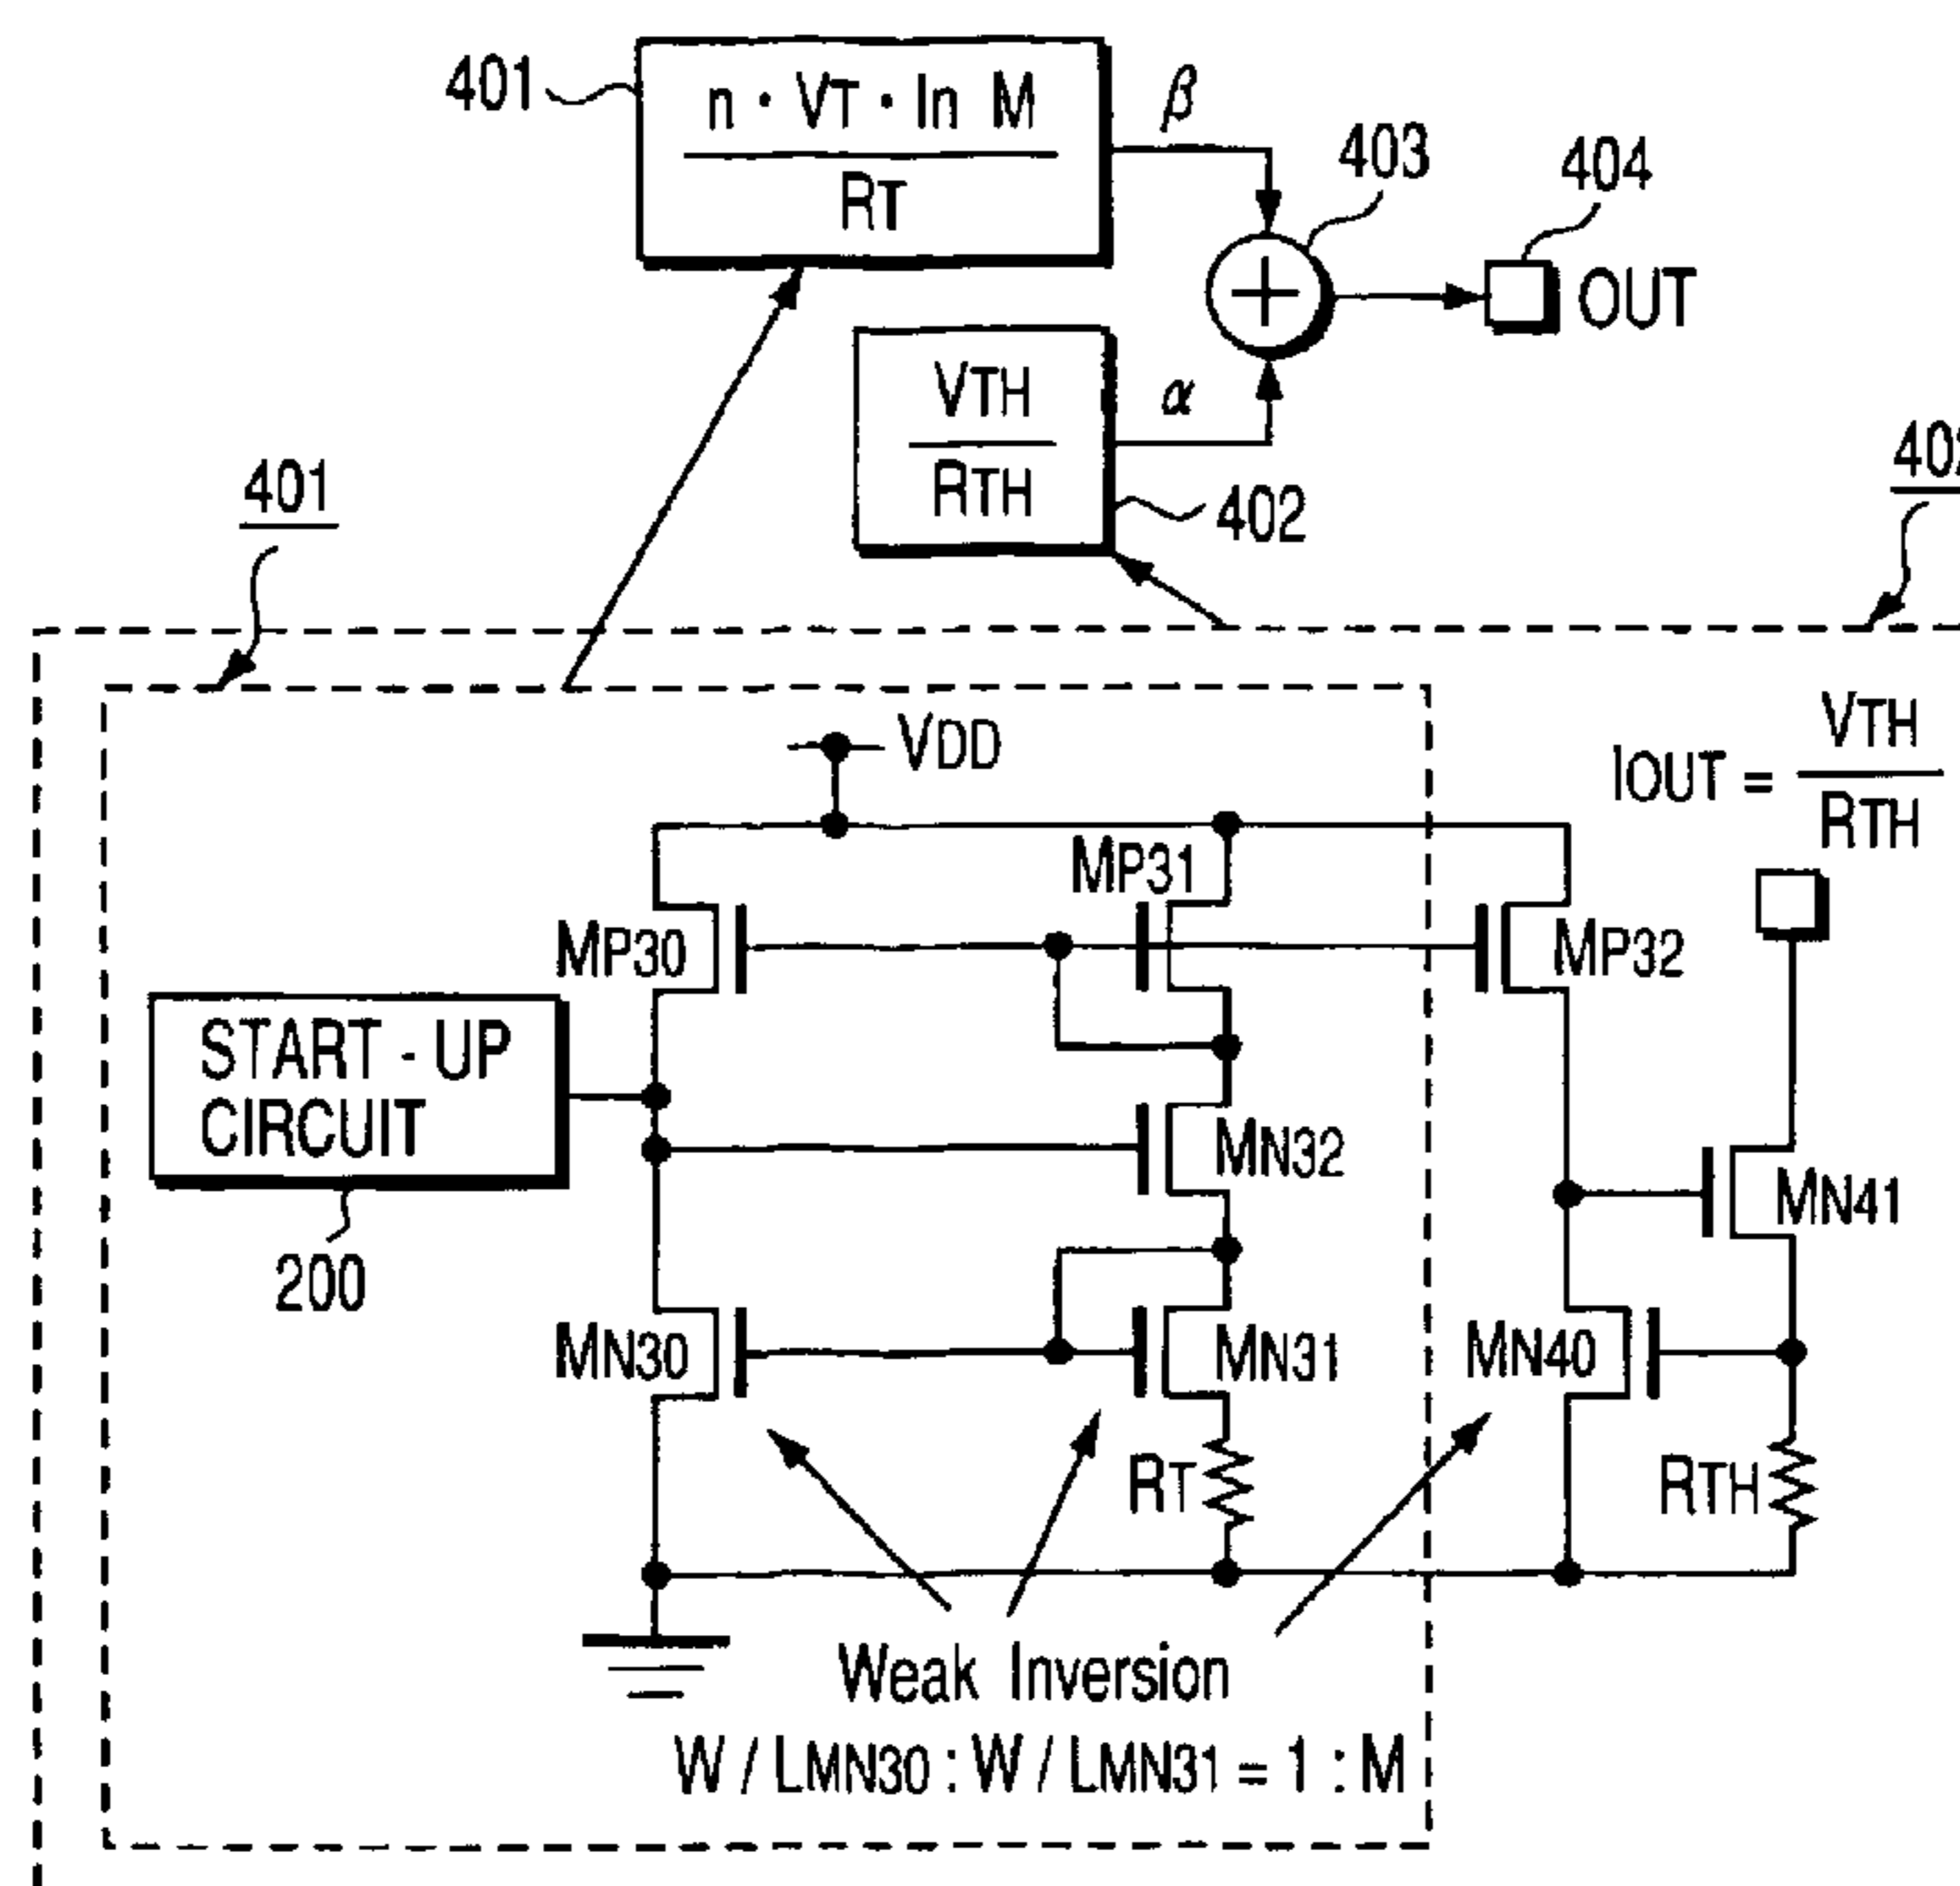 401
n · VT · ln M
RT
β
403
404
OUT
VTH
RTH
α
402
401
VDD
IOUT = VTH
RTH
MP31
MP30
MP32
START - UP
CIRCUIT
200
MN32
MN41
MN30
MN31
MN40
RT
RTH
Weak Inversion
W / LMN30 : W / LMN31 = 1 : M